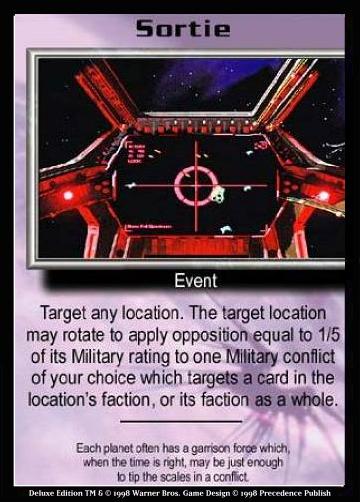 Sortie
Event
Target any location. The target location
may rotate to apply opposition equal to 1/5
of its Military rating to one Military conflict
of your choice which targets a card in the
location's faction, or its faction as a whole.
Each planet often has a garrison force which,
when the time is right, may be just enough
to tip the scales in a conflict.
Deluxe Edition TM & © 1998 Warner Bros. Game Design © 1998 Precedence Publish